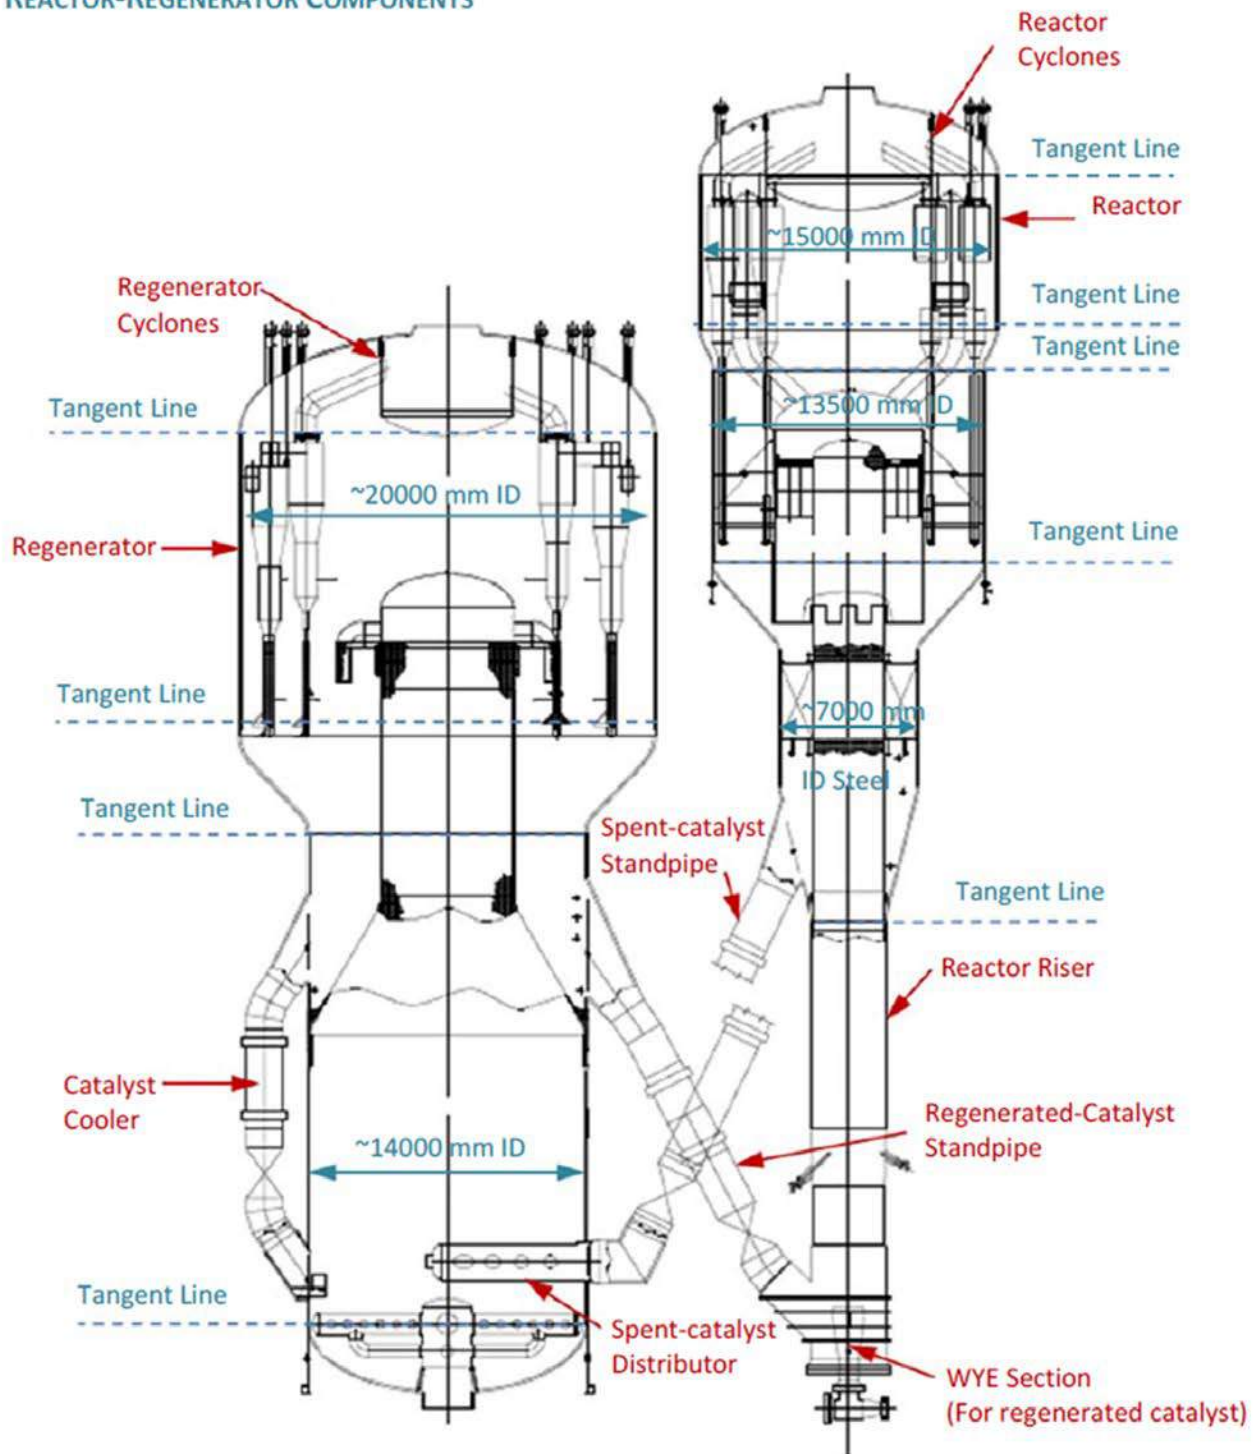 REACTOR-REGENERATOR COMPONENTS
Reactor
Cyclones
Tangent Line
Reactor
~15000 mm ID
Regenerator
Cyclones
Tangent Line
Tangent Line
Tangent Line
~13500 mm ID
~20000 mm ID
Regenerator
Tangent Line
Tangent Line
~7000 mm
ID Steel
Tangent Line
Spent-catalyst
Standpipe
Tangent Line
Reactor Riser
Catalyst
Cooler
Regenerated-Catalyst
Standpipe
~14000 mm ID
Tangent Line
Spent-catalyst
Distributor
WYE Section
(For regenerated catalyst)